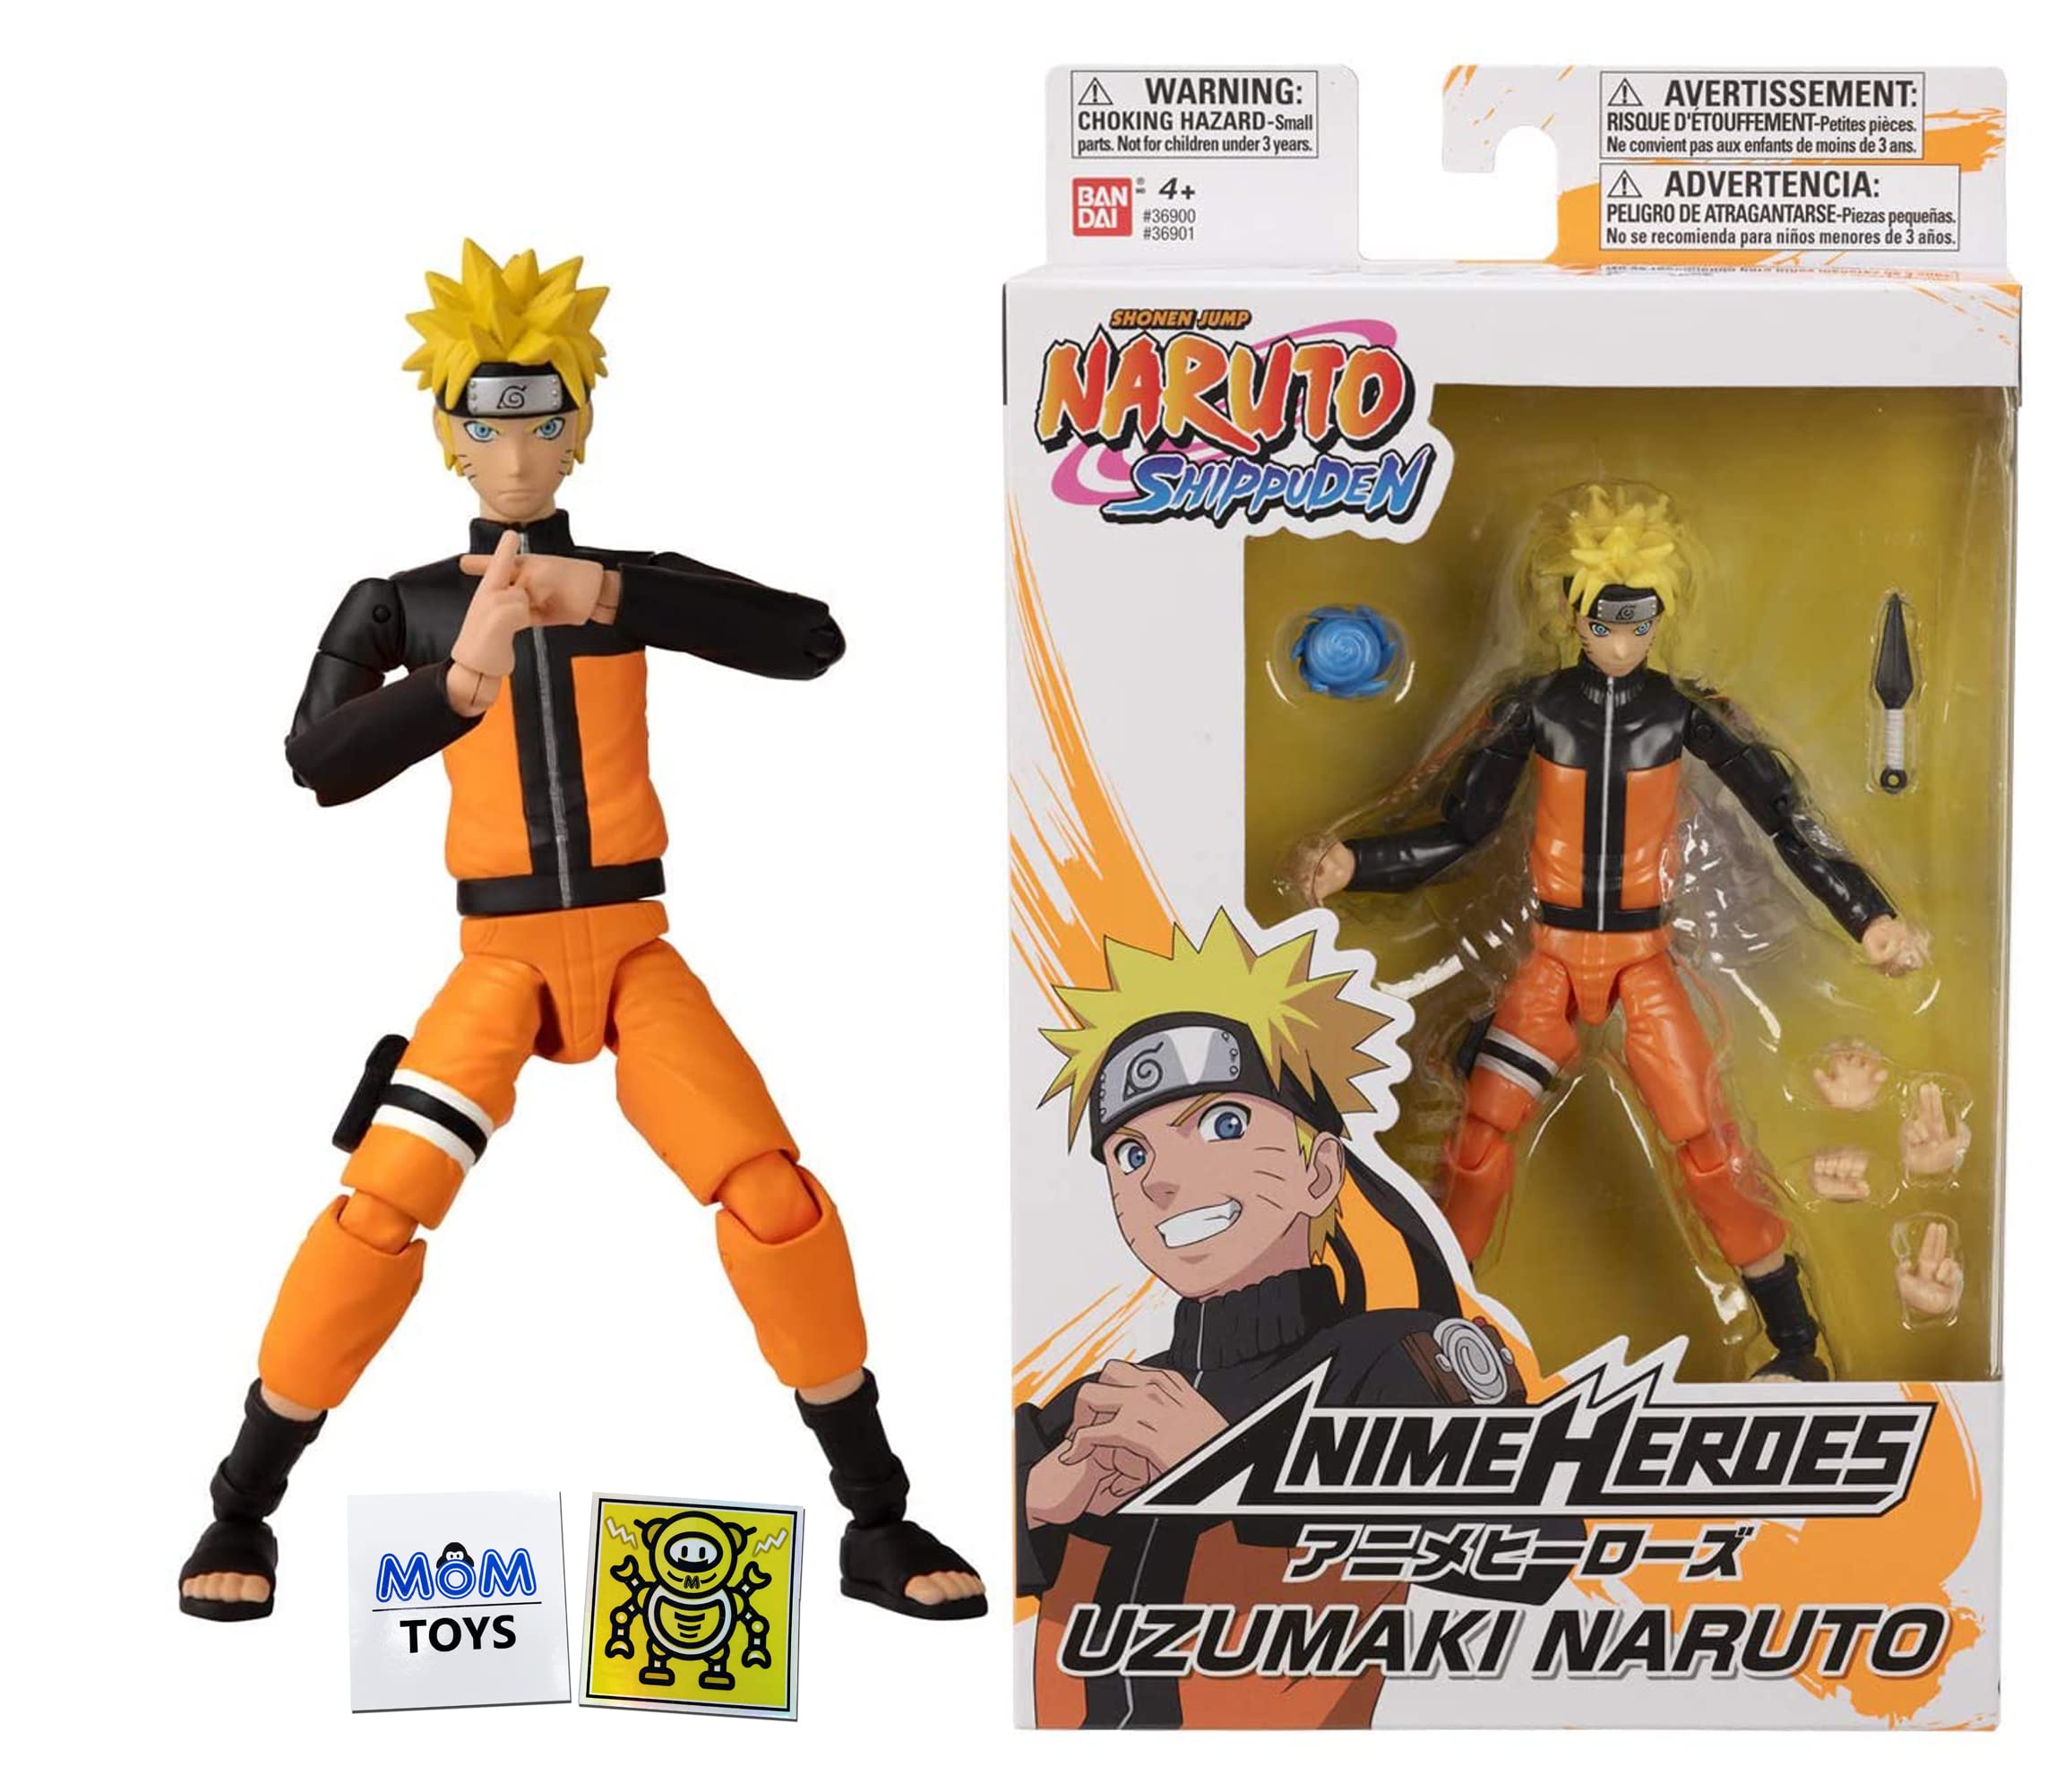 WARNING:
CHOKING HAZARD-Small
parts. Not for children under 3 years.
BAN
DAI
® MD
4+
#36900
#36901
AVERTISSEMENT:
RISQUE D'ÉTOUFFEMENT-Petites pièces.
Ne convient pas aux enfants de moins de 3 ans.
ADVERTENCIA:
PELIGRO DE ATRAGANTARSE-Piezas pequeñas.
No se recomienda para niños menores de 3 años.
SHONEN JUMP
NARUTO
SHIPPUDEN
ANIME HEROES
アニメヒーローズ
UZUMAKI NARUTO
MOM
TOYS
M